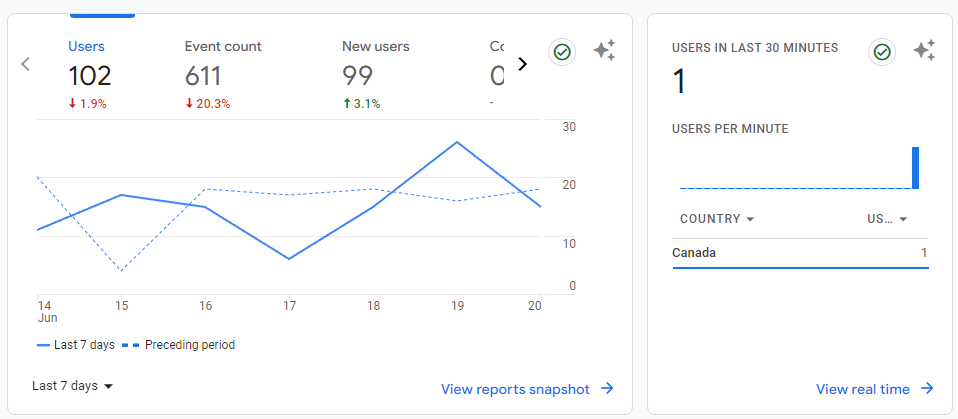 Users
102
1.9%
Event count
611
20.3%
New users
99
3.1%
0
-
30
20
10
0
14
Jun
15
16
17
18
19
20
Last 7 days
Preceding period
Last 7 days
View reports snapshot
USERS IN LAST 30 MINUTES
1
USERS PER MINUTE
COUNTRY
US...
Canada
1
View real time